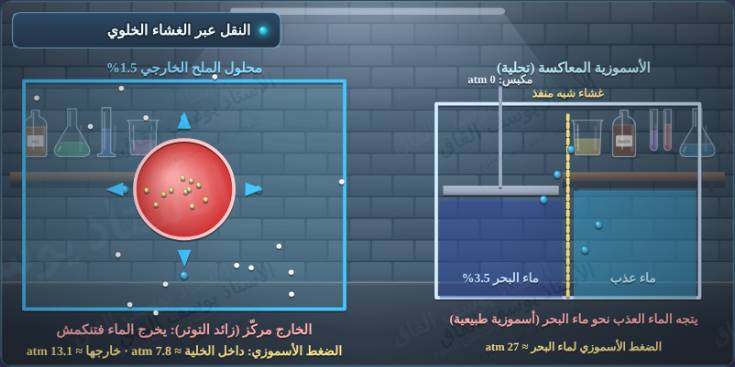 النقل عبر الغشاء الخلوي
الأسموزية المعاكسة (تحلية)
مكبس: 0 atm
غشاء شبه منفذ
ماء البحر 3.5%
ماء عذب
يتجه الماء العذب نحو ماء البحر (أسموزية طبيعية)
الضغط الأسموزي لماء البحر ≈ 27 atm
محلول الملح الخارجي 1.5%
الخارج مركّز (زائد التوتر): يخرج الماء فتنكمش
الضغط الأسموزي: داخل الخلية ≈ 7.8 atm · خارجها ≈ 13.1 atm